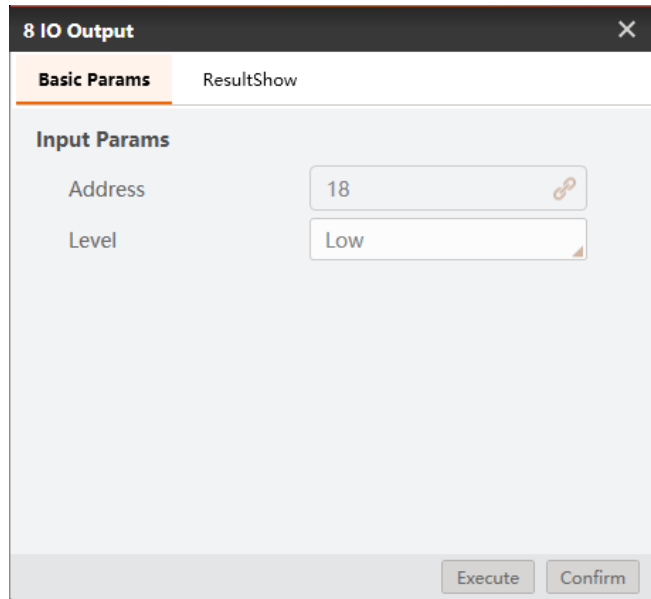 8 IO Output
Basic Params ResultShow
Input Params
Address 18
Level Low
Execute Confirm